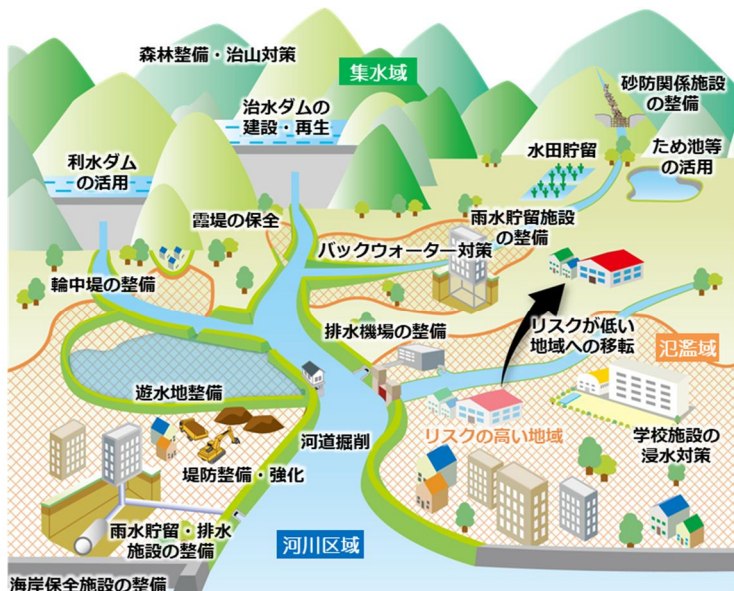 森林整備・治山対策
集水域
砂防関係施設
の整備
治水ダムの
建設・再生
利水ダム
の活用
水田貯留
ため池等
の活用
霞堤の保全
雨水貯留施設
の整備
バックウォーター対策
輪中堤の整備
排水機場の整備
リスクが低い
地域への移転
氾濫域
遊水地整備
リスクの高い地域
学校施設の
浸水対策
河道掘削
堤防整備・強化
雨水貯留・排水
施設の整備
河川区域
海岸保全施設の整備